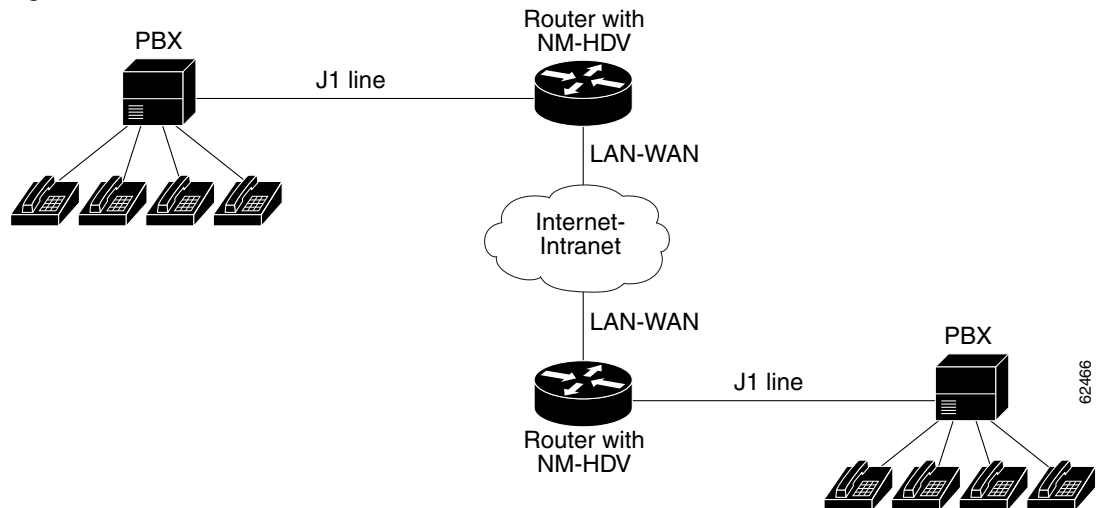 Router with
NM-HDV
PBX
J1 line
LAN-WAN
Internet-
Intranet
LAN-WAN
PBX
J1 line
Router with
NM-HDV
62466